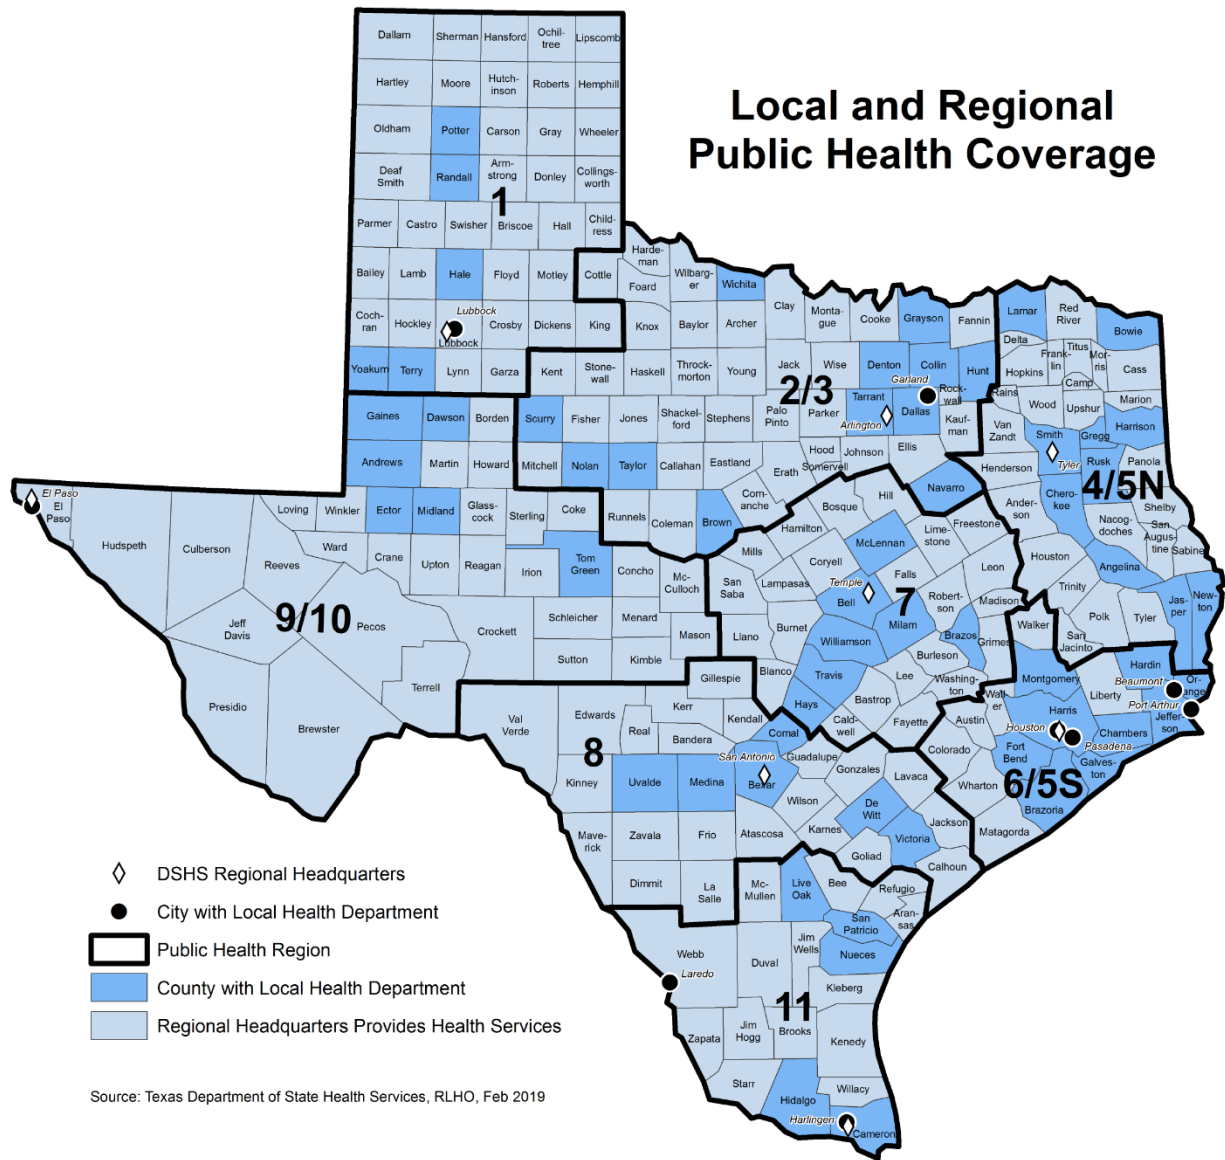 Local and Regional
Public Health Coverage
Dallam
Sherman
Hansford
Ochil-
tree
Lipscomb
Hartley
Moore
Hutch-
inson
Roberts
Hemphill
Oldham
Potter
Carson
Gray
Wheeler
Deaf
Smith
Randall
Arm-
strong
Donley
Collings-
worth
1
Parmer
Castro
Swisher
Briscoe
Hall
Child-
ress
Bailey
Lamb
Hale
Floyd
Motley
Cottle
Coch-
ran
Hockley
Lubbock
Lubbock
Crosby
Dickens
King
Yoakum
Terry
Lynn
Garza
Kent
Stone-
wall
Haskell
Throck-
morton
Young
Harde-
man
Foard
Wilbarg-
er
Wichita
Knox
Baylor
Archer
Clay
Monta-
gue
Cooke
Grayson
Fannin
Jack
Wise
Denton
Collin
Hunt
2/3
Garland
Rock-
wall
Tarrant
Dallas
Arlington
Kauf-
man
Palo
Pinto
Parker
Hood
Johnson
Ellis
Somervell
Erath
Navarro
Gaines
Dawson
Borden
Scurry
Fisher
Jones
Shackel-
ford
Stephens
Andrews
Martin
Howard
Mitchell
Nolan
Taylor
Callahan
Eastland
Com-
anche
Runnels
Coleman
Brown
Lamar
Red
River
Bowie
Delta
Hopkins
Frank-
lin
Titus
Mor-
ris
Cass
Camp
Rains
Wood
Upshur
Marion
Van
Zandt
Smith
Gregg
Harrison
Tyler
Rusk
Panola
Henderson
4/5N
Ander-
son
Chero-
kee
Nacog-
doches
Shelby
San
Augus-
tine
Sabine
Houston
Angelina
Trinity
Polk
Tyler
Jas-
per
New-
ton
San
Jacinto
El Paso
El
Paso
Hudspeth
Culberson
Reeves
Loving
Winkler
Ector
Midland
Glass-
cock
Sterling
Coke
Ward
Crane
Upton
Reagan
Irion
Tom
Green
Concho
Mc-
Culloch
Jeff
Davis
9/10
Pecos
Crockett
Schleicher
Menard
Mason
Sutton
Kimble
Terrell
Presidio
Brewster
Bosque
Hill
Hamilton
McLennan
Lime-
stone
Freestone
Mills
Coryell
Leon
San
Saba
Lampasas
Temple
Falls
Bell
7
Robert-
son
Madison
Llano
Burnet
Milam
Brazos
Grimes
Williamson
Burleson
Blanco
Travis
Lee
Washing-
ton
Hays
Bastrop
Cald-
well
Fayette
Walker
Montgomery
Hardin
Liberty
Beaumont
Or-
ange
Port Arthur
Jeffer-
son
Wall-
er
Harris
Houston
Pasadena
Chambers
Austin
Colorado
Fort
Bend
Galves-
ton
6/5S
Wharton
Brazoria
Matagorda
Val
Verde
Edwards
Kerr
Gillespie
Real
Bandera
Kendall
Comal
8
San Antonio
Bexar
Guadalupe
Gonzales
Lavaca
Kinney
Uvalde
Medina
Wilson
De
Witt
Jackson
Mave-
rick
Zavala
Frio
Atascosa
Karnes
Victoria
Goliad
Calhoun
Dimmit
La
Salle
Mc-
Mullen
Live
Oak
Bee
Refugio
Aran-
sas
San
Patricio
Webb
Laredo
Duval
Jim
Wells
Nueces
Kleberg
11
Zapata
Jim
Hogg
Brooks
Kenedy
Starr
Hidalgo
Willacy
Harlingen
Cameron
DSHS Regional Headquarters
City with Local Health Department
Public Health Region
County with Local Health Department
Regional Headquarters Provides Health Services
Source: Texas Department of State Health Services, RLHO, Feb 2019